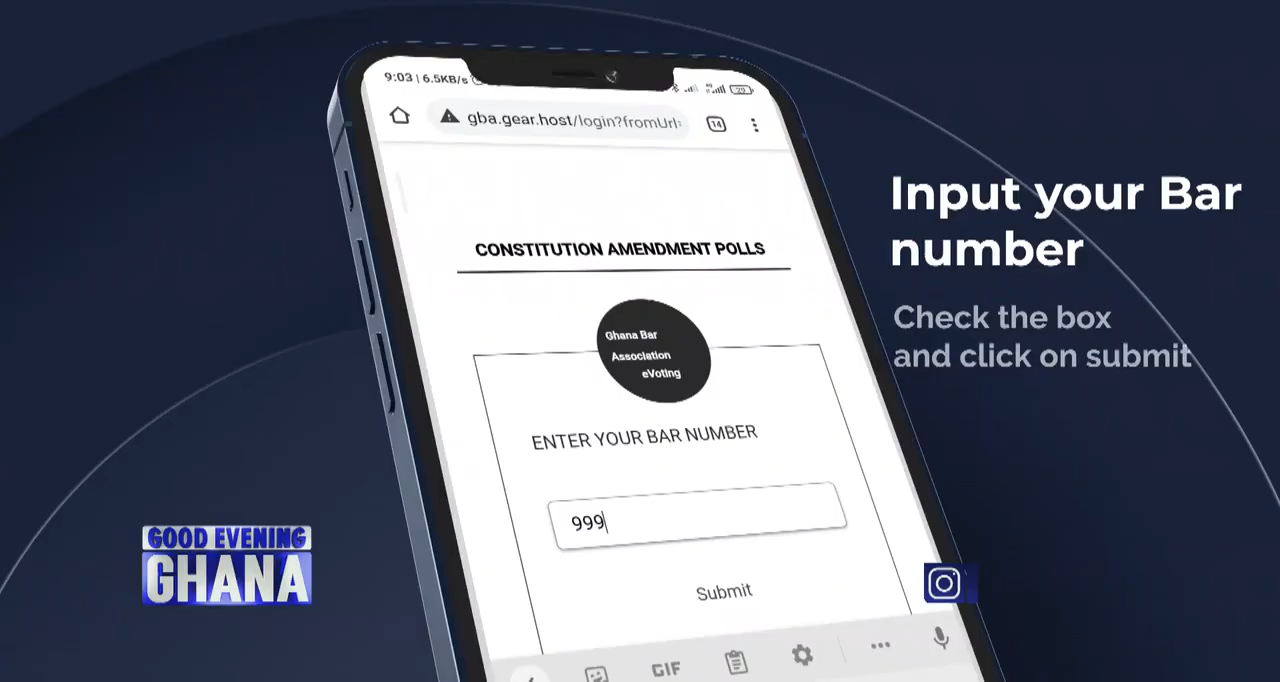 9:03 | 6.5KB/s
gba.gear.host/login?fromUrl=
14
29
CONSTITUTION AMENDMENT POLLS
Ghana Bar
Association
eVoting
ENTER YOUR BAR NUMBER
999
Submit
GIF
Input your Bar
number
Check the box
and click on submit
GOOD EVENING
GHANA